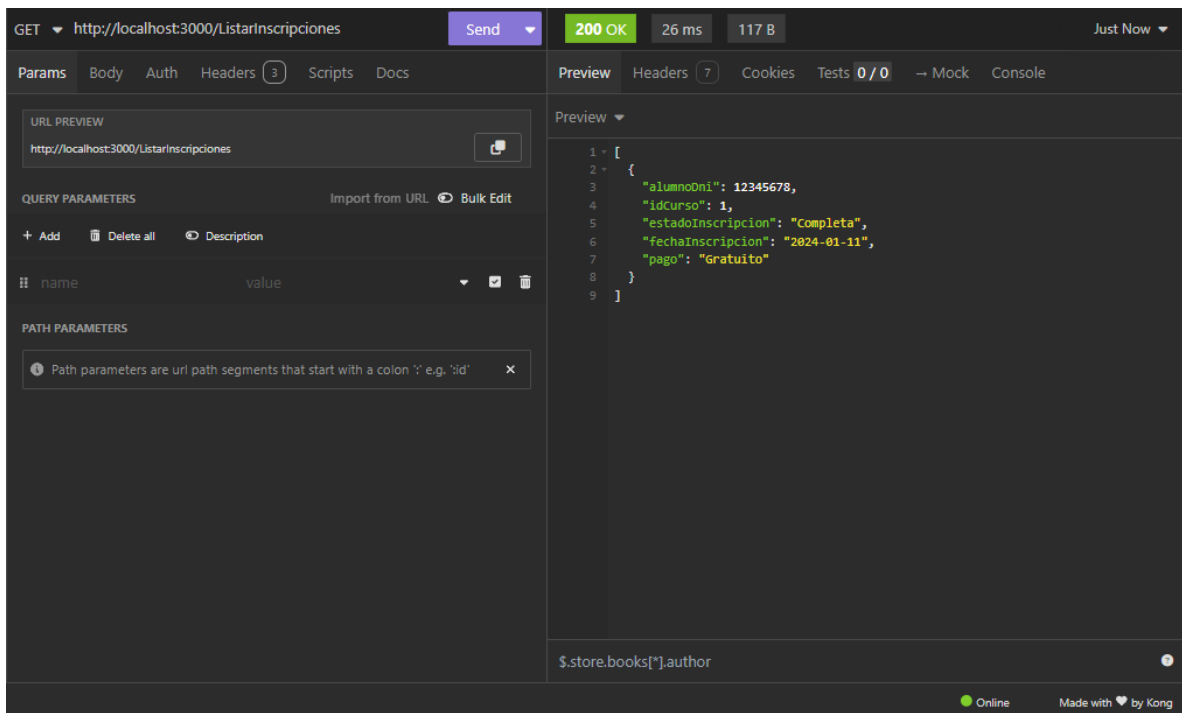 GET http://localhost:3000/ListarInscripciones Send
Params Body Auth Headers 3 Scripts Docs
URL PREVIEW
http://localhost:3000/ListarInscripciones
QUERY PARAMETERS Import from URL Bulk Edit
+ Add Delete all Description
name value
PATH PARAMETERS
Path parameters are url path segments that start with a colon ':' e.g. ':id'
200 OK 26 ms 117 B Just Now
Preview Headers 7 Cookies Tests 0 / 0 → Mock Console
Preview
1 [
2 {
3 "alumnoDni": 12345678,
4 "idCurso": 1,
5 "estadoInscripcion": "Completa",
6 "fechaInscripcion": "2024-01-11",
7 "pago": "Gratuito"
8 }
9 ]
$.store.books[*].author
Online Made with ♥ by Kong